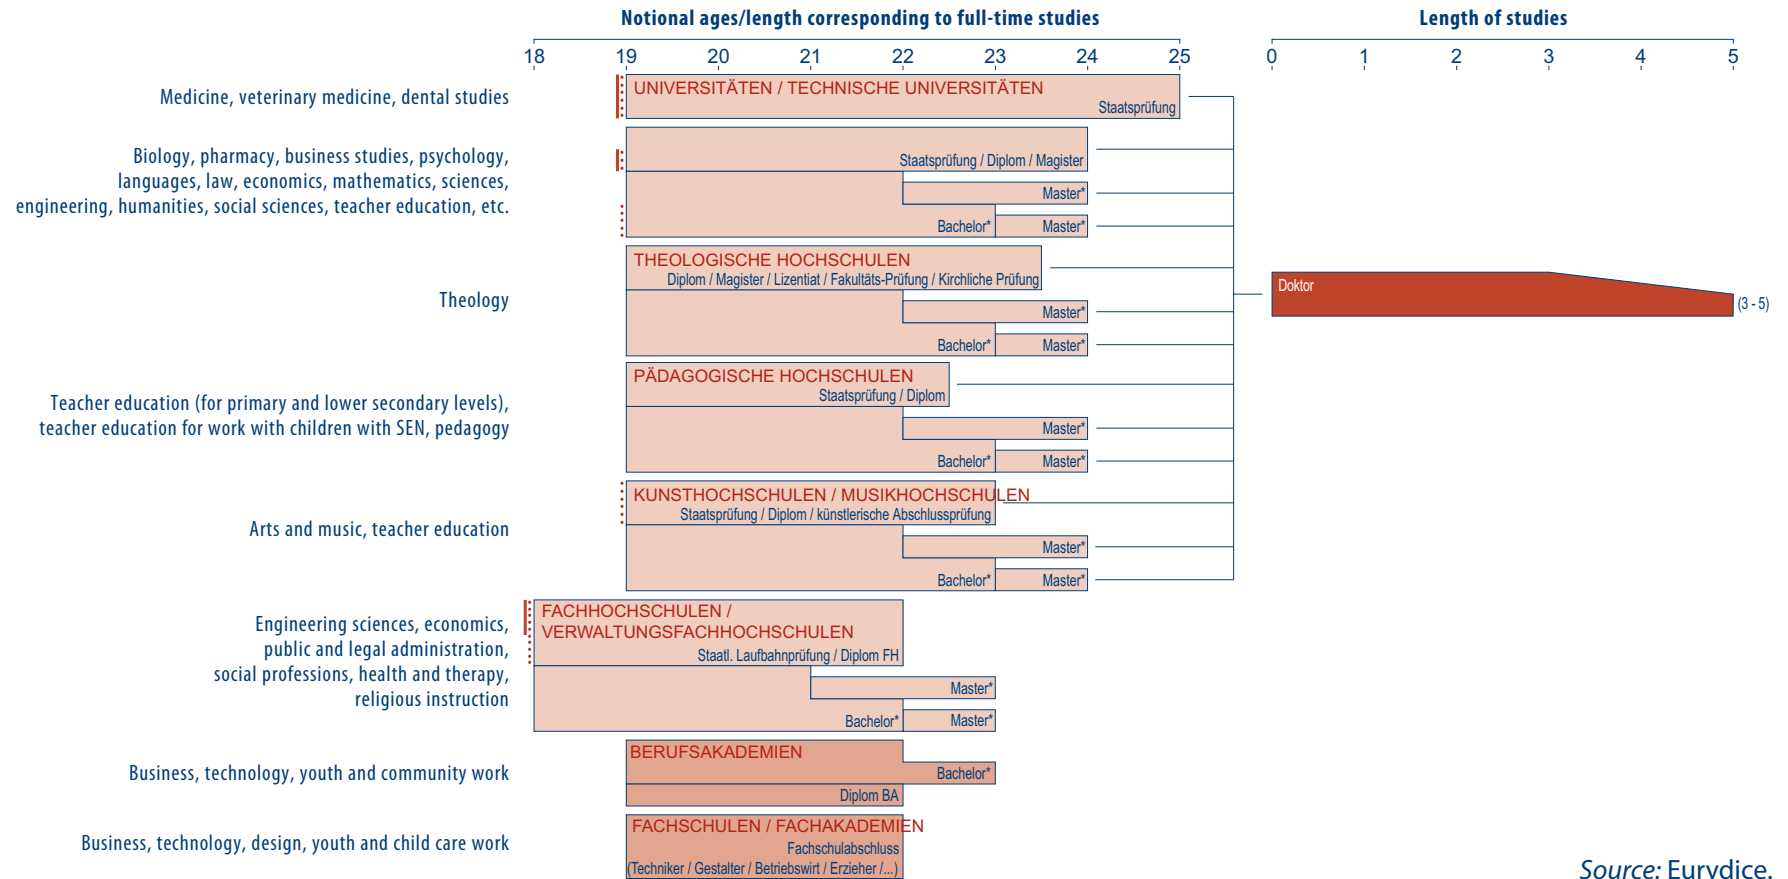 Notional ages/length corresponding to full-time studies
Length of studies
18 19 20 21 22 23 24 25
0 1 2 3 4 5
Medicine, veterinary medicine, dental studies
UNIVERSITÄTEN / TECHNISCHE UNIVERSITÄTEN
Staatsprüfung
Biology, pharmacy, business studies, psychology,
languages, law, economics, mathematics, sciences,
engineering, humanities, social sciences, teacher education, etc.
Staatsprüfung / Diplom / Magister
Master*
Bachelor*
Master*
Theology
THEOLOGISCHE HOCHSCHULEN
Diplom / Magister / Lizentiat / Fakultäts-Prüfung / Kirchliche Prüfung
Master*
Bachelor*
Master*
Doktor
(3 - 5)
Teacher education (for primary and lower secondary levels),
teacher education for work with children with SEN, pedagogy
PÄDAGOGISCHE HOCHSCHULEN
Staatsprüfung / Diplom
Master*
Bachelor*
Master*
Arts and music, teacher education
KUNSTHOCHSCHULEN / MUSIKHOCHSCHULEN
Staatsprüfung / Diplom / künstlerische Abschlussprüfung
Master*
Bachelor*
Master*
Engineering sciences, economics,
public and legal administration,
social professions, health and therapy,
religious instruction
FACHHOCHSCHULEN /
VERWALTUNGSFACHHOCHSCHULEN
Staatl. Laufbahnprüfung / Diplom FH
Master*
Bachelor*
Master*
Business, technology, youth and community work
BERUFSAKADEMIEN
Bachelor*
Diplom BA
Business, technology, design, youth and child care work
FACHSCHULEN / FACHAKADEMIEN
Fachschulabschluss
(Techniker / Gestalter / Betriebswirt / Erzieher /...)
Source: Eurydice.